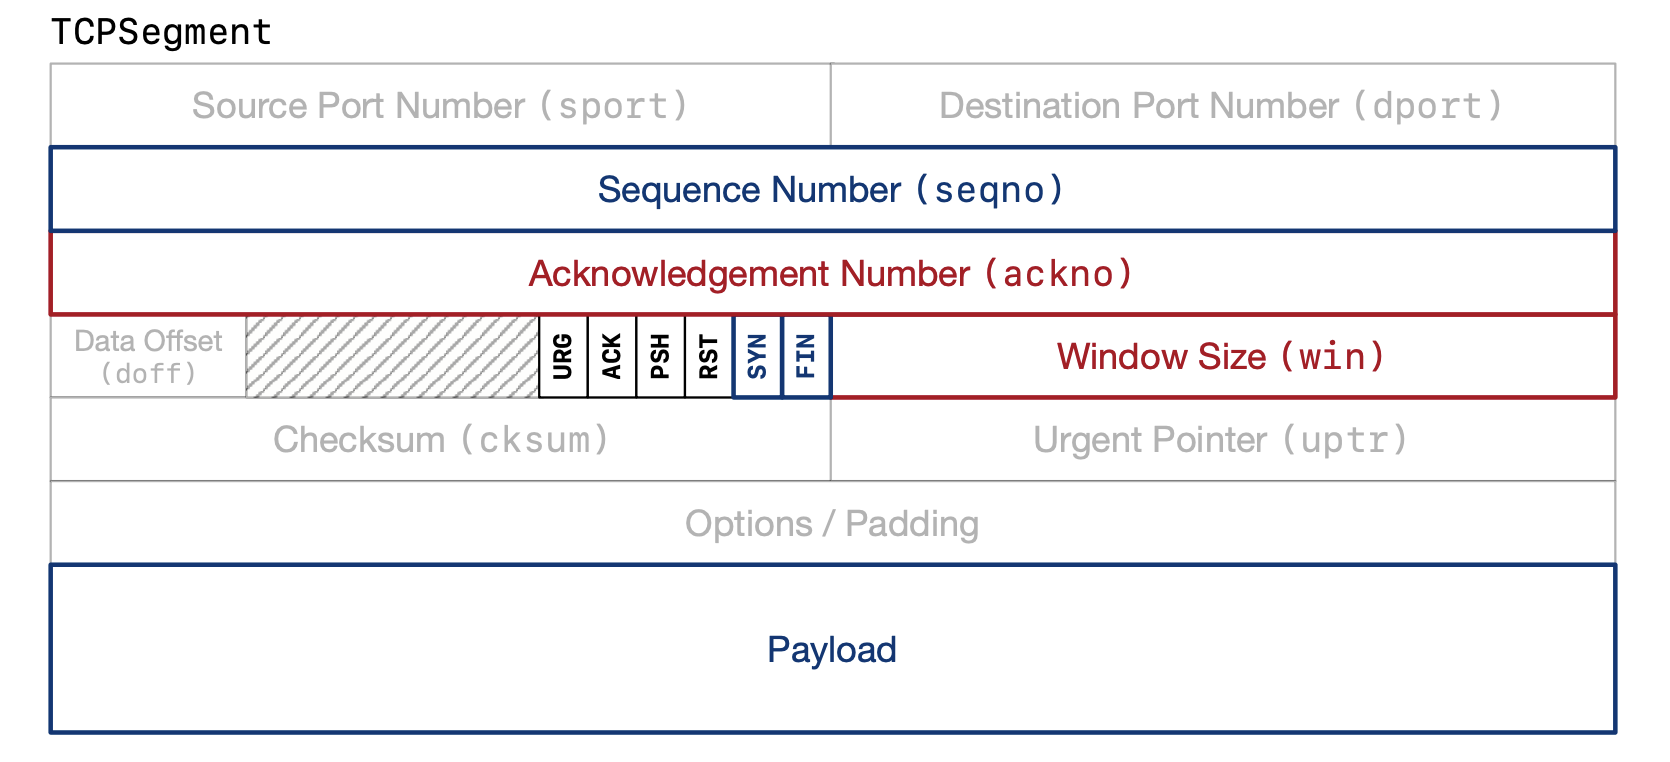 TCPSegment
Source Port Number (sport)
Destination Port Number (dport)
Sequence Number (seqno)
Acknowledgement Number (ackno)
Data Offset
(doff)
URG
ACK
PSH
RST
SYN
FIN
Window Size (win)
Checksum (cksum)
Urgent Pointer (uptr)
Options / Padding
Payload